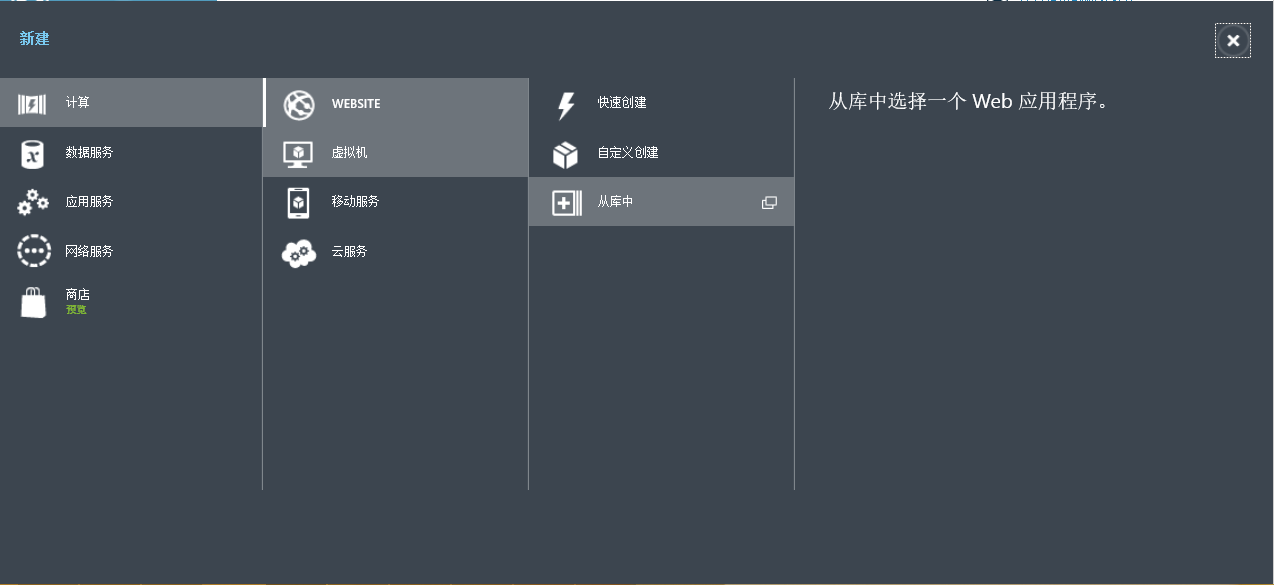 新建
计算
数据服务
应用服务
网络服务
商店
预览
WEBSITE
虚拟机
移动服务
云服务
快速创建
自定义创建
从库中
从库中选择一个 Web 应用程序。